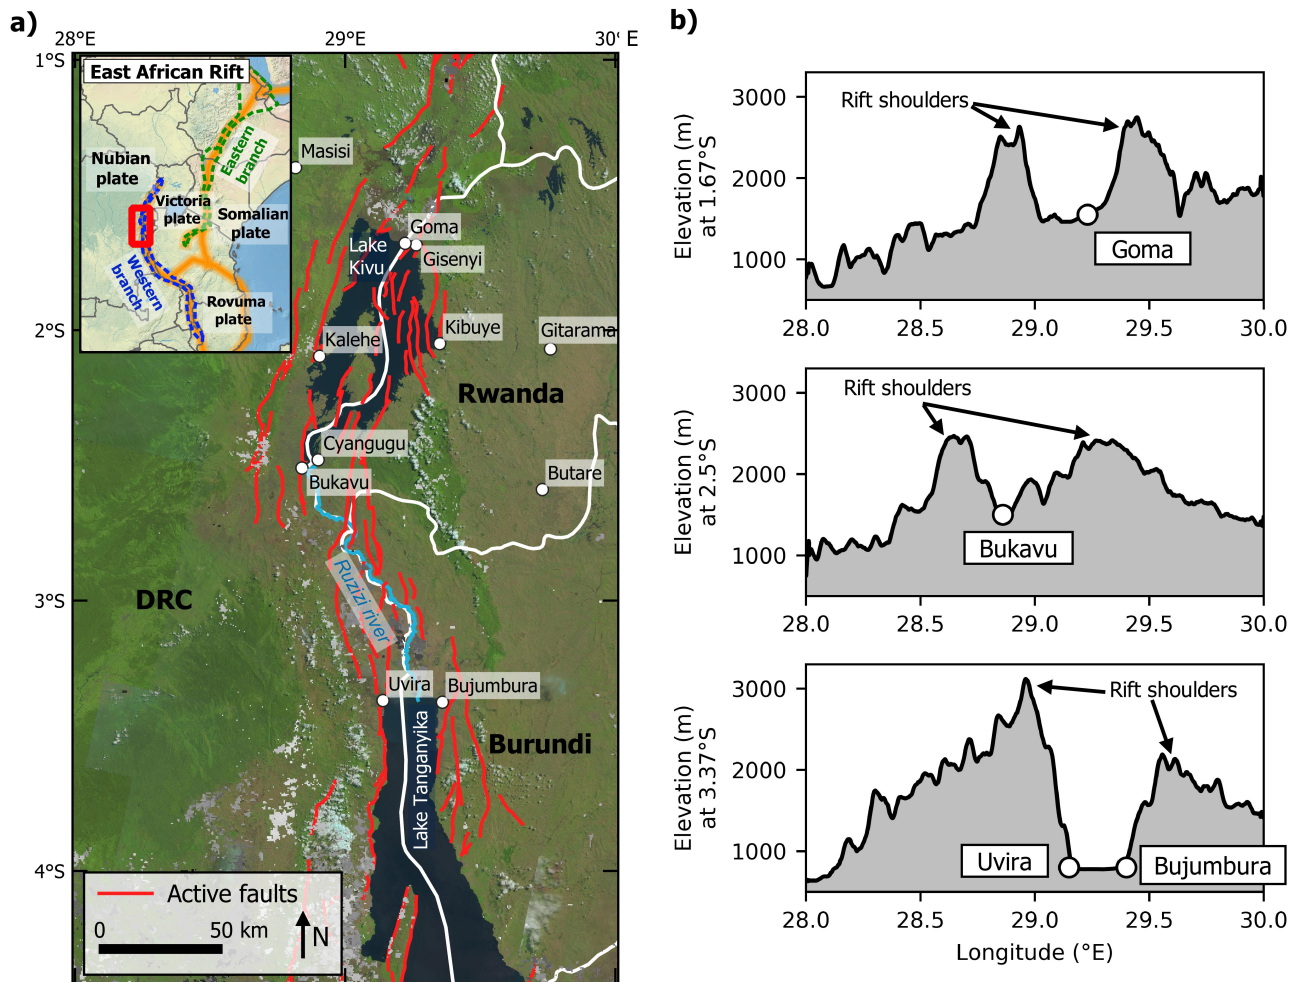 a)
28°E
29°E
30° E
1°S
2°S
3°S
4°S
East African Rift
Nubian
plate
Eastern
branch
Victoria
plate
Somalian
plate
Western
branch
Rovuma
plate
Masisi
Goma
Lake
Kivu
Gisenyi
Kalehe
Kibuye
Gitarama
Rwanda
Cyangugu
Bukavu
Butare
DRC
Ruzizi river
Uvira
Bujumbura
Burundi
Lake Tanganyika
Active faults
0
50 km
N
b)
Elevation (m)
at 1.67°S
3000
2000
1000
Rift shoulders
Goma
28.0
28.5
29.0
29.5
30.0
Elevation (m)
at 2.5°S
3000
2000
1000
Rift shoulders
Bukavu
28.0
28.5
29.0
29.5
30.0
Elevation (m)
at 3.37°S
3000
2000
1000
Rift shoulders
Uvira
Bujumbura
28.0
28.5
29.0
29.5
30.0
Longitude (°E)